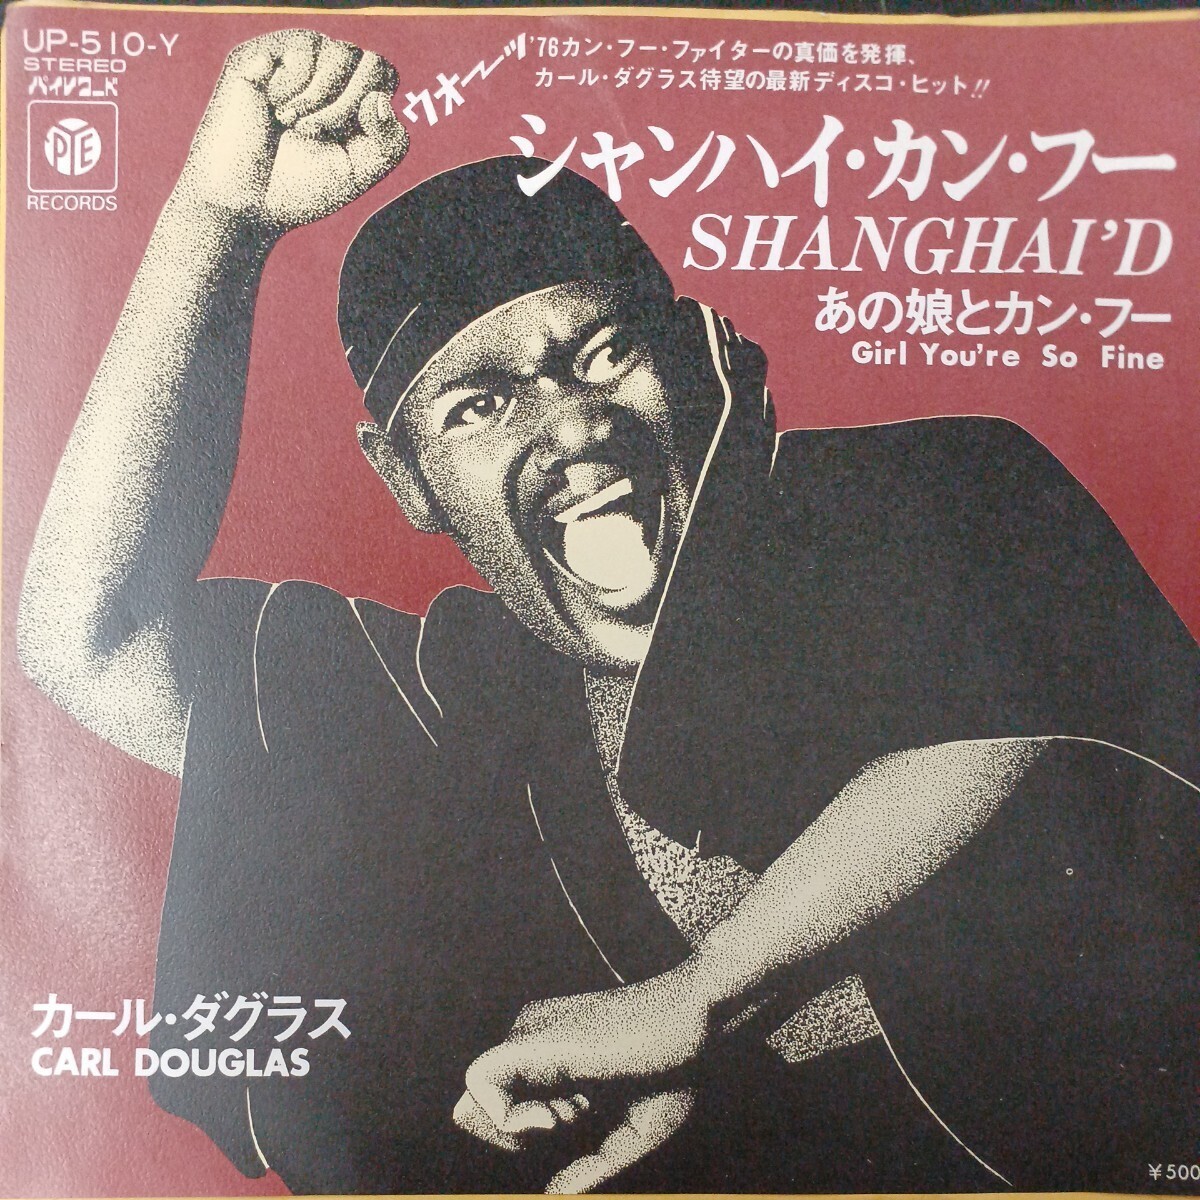 UP-510-Y
STEREO
パイレコード
PYE
RECORDS
ウォーッ
'76カン・フー・ファイターの真価を発揮、
カール・ダグラス待望の最新ディスコ・ヒット!!
シャンハイ・カン・フー
SHANGHAI'D
あの娘とカン・フー
Girl You're So Fine
カール・ダグラス
CARL DOUGLAS
¥500